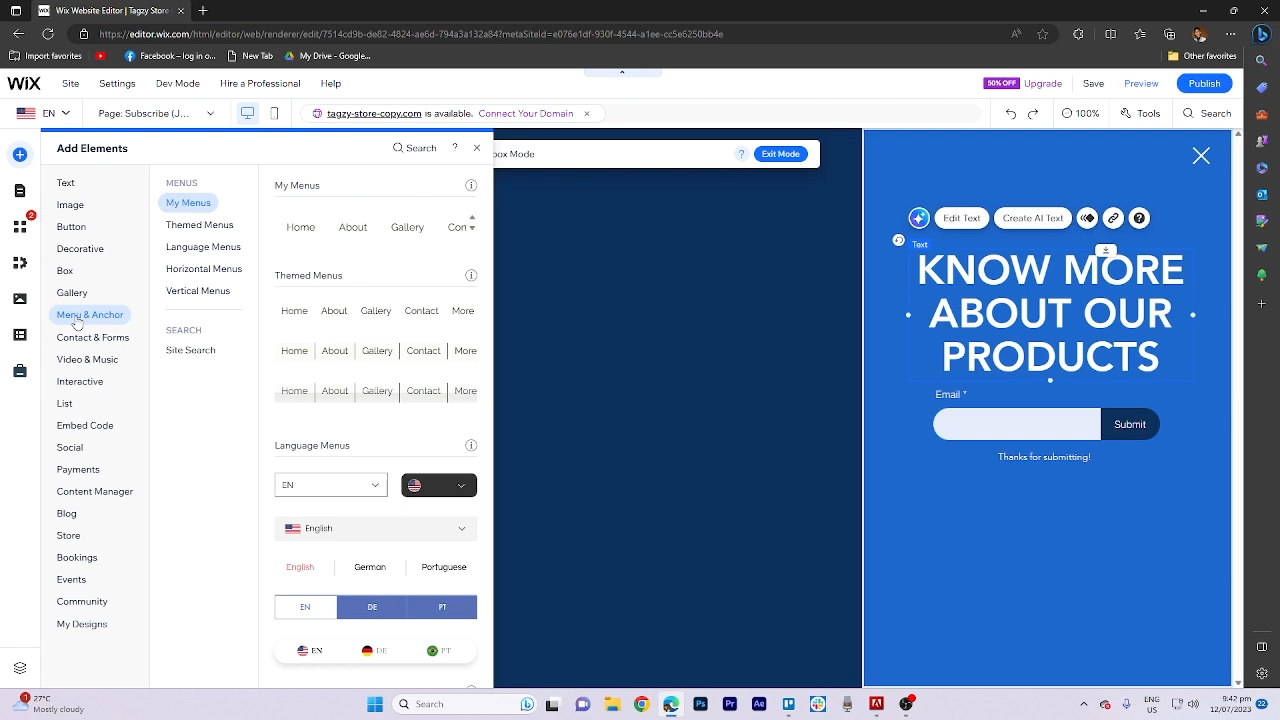 Wix Website Editor | Tagzy Store
https://editor.wix.com/html/editor/web/renderer/edit/7514cd9b-de82-4824-ae6d-794a3a132a84?metaSiteId=e076e1df-930f-4544-a1ee-cc5e6250bb4e
Import favorites
Facebook – log in o...
New Tab
My Drive - Google...
Other favorites
WiX
Site
Settings
Dev Mode
Hire a Professional
Help
50% OFF
Upgrade
Save
Preview
Publish
EN
Page: Subscribe (J...
tagzy-store-copy.com is available. Connect Your Domain
100%
Tools
Search
Add Elements
Search
?
box Mode
?
Exit Mode
Text
Image
Button
Decorative
Box
Gallery
Menu & Anchor
Contact & Forms
Video & Music
Interactive
List
Embed Code
Social
Payments
Content Manager
Blog
Store
Bookings
Events
Community
My Designs
2
MENUS
My Menus
Themed Menus
Language Menus
Horizontal Menus
Vertical Menus
SEARCH
Site Search
My Menus
Home About Gallery Con
Themed Menus
Home About Gallery Contact More
Home About Gallery Contact More
Home About Gallery Contact More
Language Menus
EN
English
English German Portuguese
EN DE PT
EN DE PT
Edit Text
Create AI Text
Text
KNOW MORE
ABOUT OUR
PRODUCTS
Email *
Submit
Thanks for submitting!
1
27°C
Mostly cloudy
Search
Ps
Pr
Ae
ENG
US
9:42 pm
12/07/2023
22